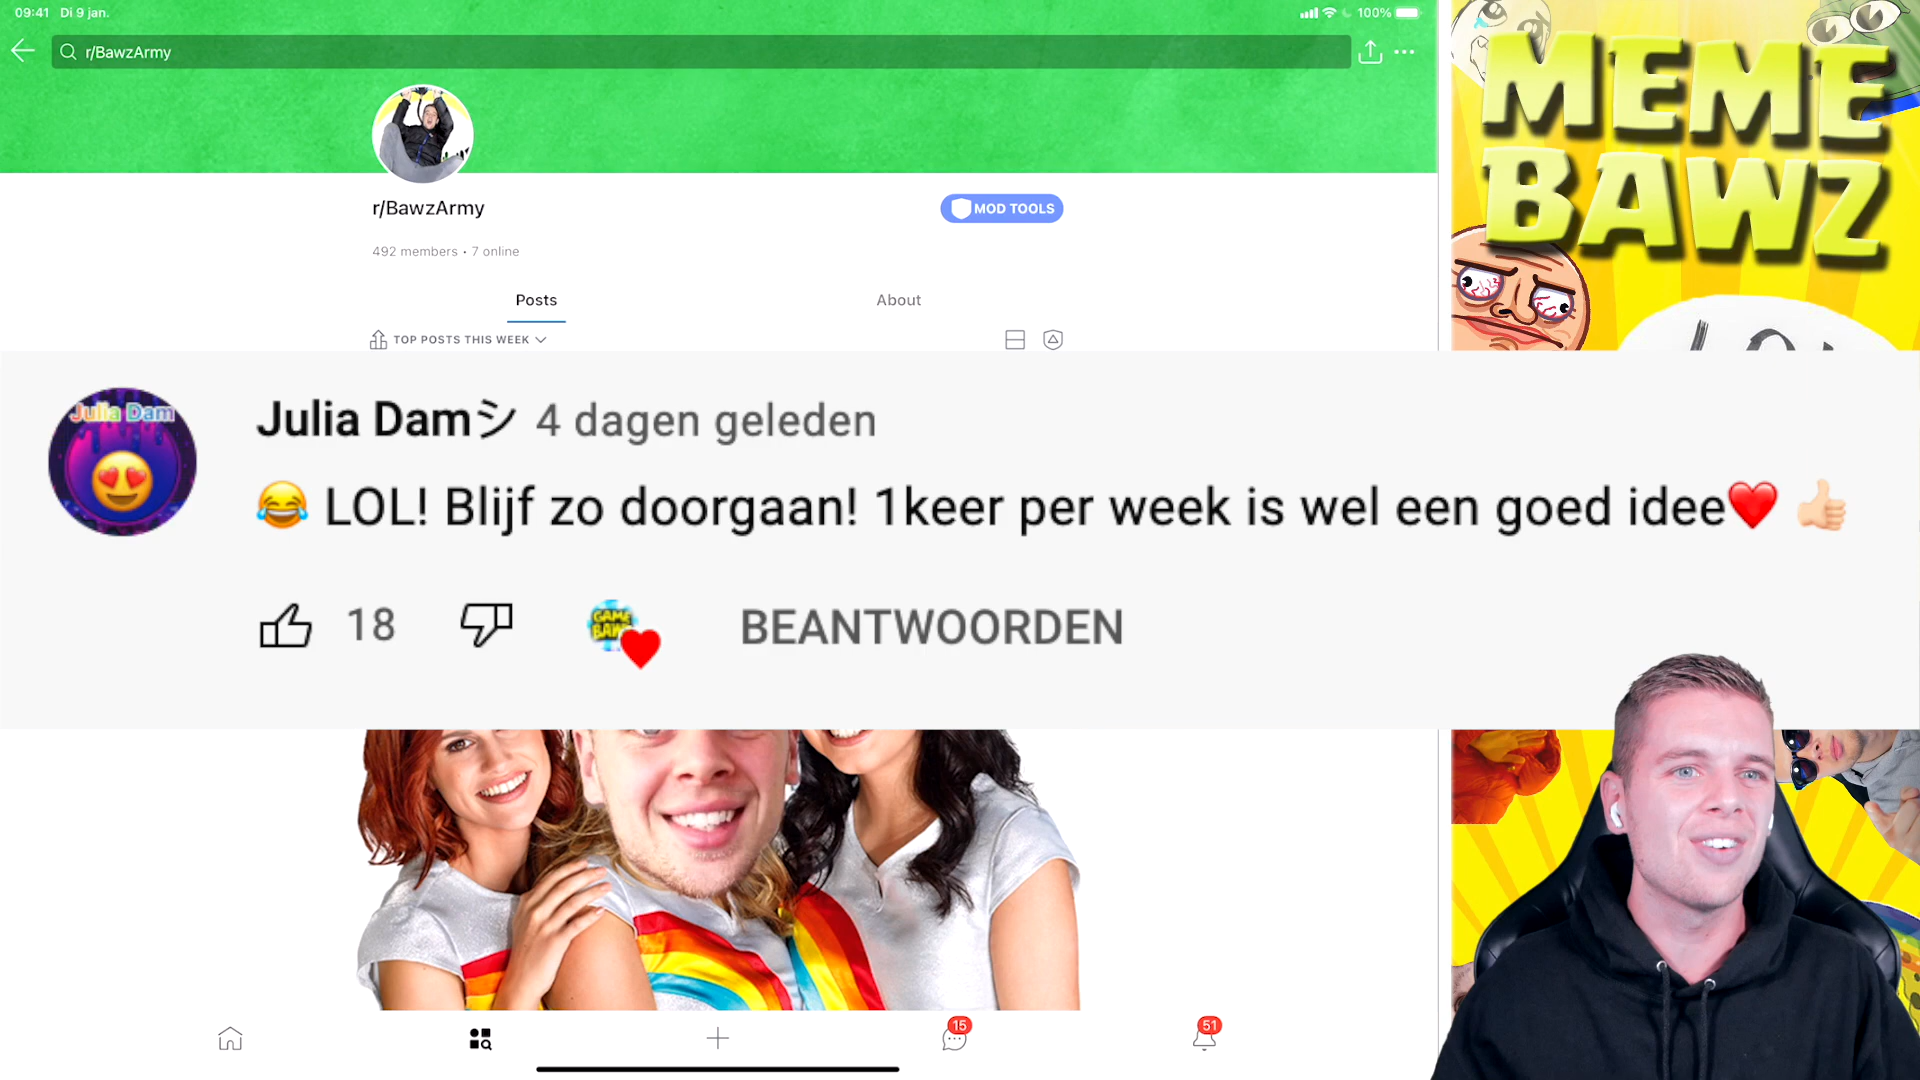 09:41 Di 9 jan.
100%
r/BawzArmy
MEME
BAWZ
r/BawzArmy
MOD TOOLS
492 members • 7 online
Posts
About
TOP POSTS THIS WEEK
Julia Dam
Julia Damシ 4 dagen geleden
😂 LOL! Blijf zo doorgaan! 1keer per week is wel een goed idee❤️ 👍🏻
18
GAME
BAWZ
BEANTWOORDEN
15
51